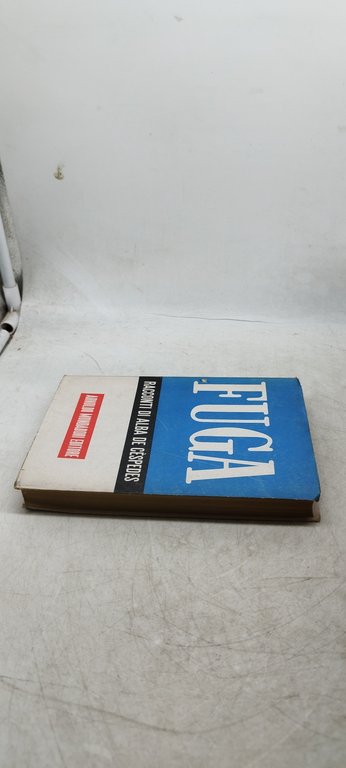 FUGA
RACCONTI DI ALBA DE CÉSPEDES
ARNOLDO MONDADORI EDITORE